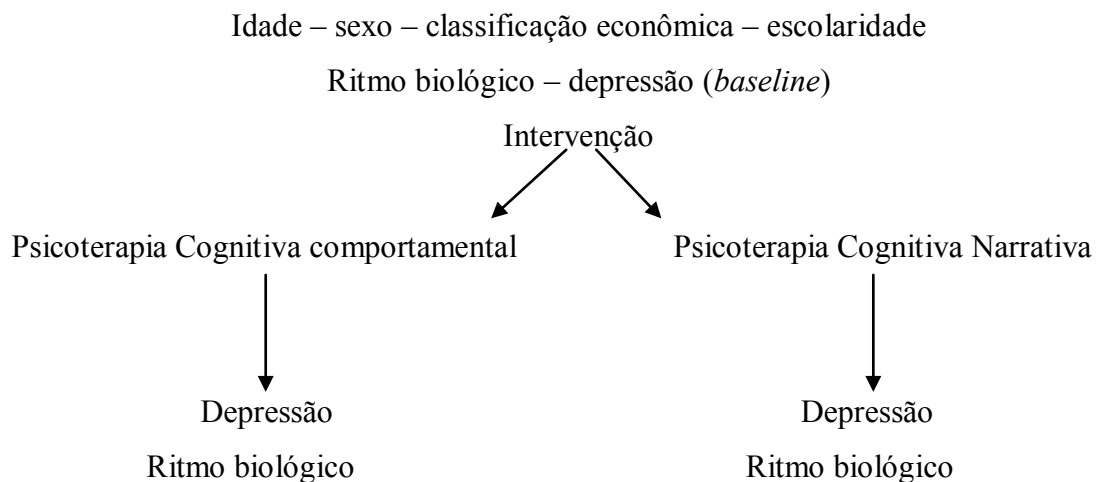 Idade – sexo – classificação econômica – escolaridade
Ritmo biológico – depressão (baseline)
Intervenção
Psicoterapia Cognitiva comportamental
Psicoterapia Cognitiva Narrativa
Depressão
Ritmo biológico
Depressão
Ritmo biológico